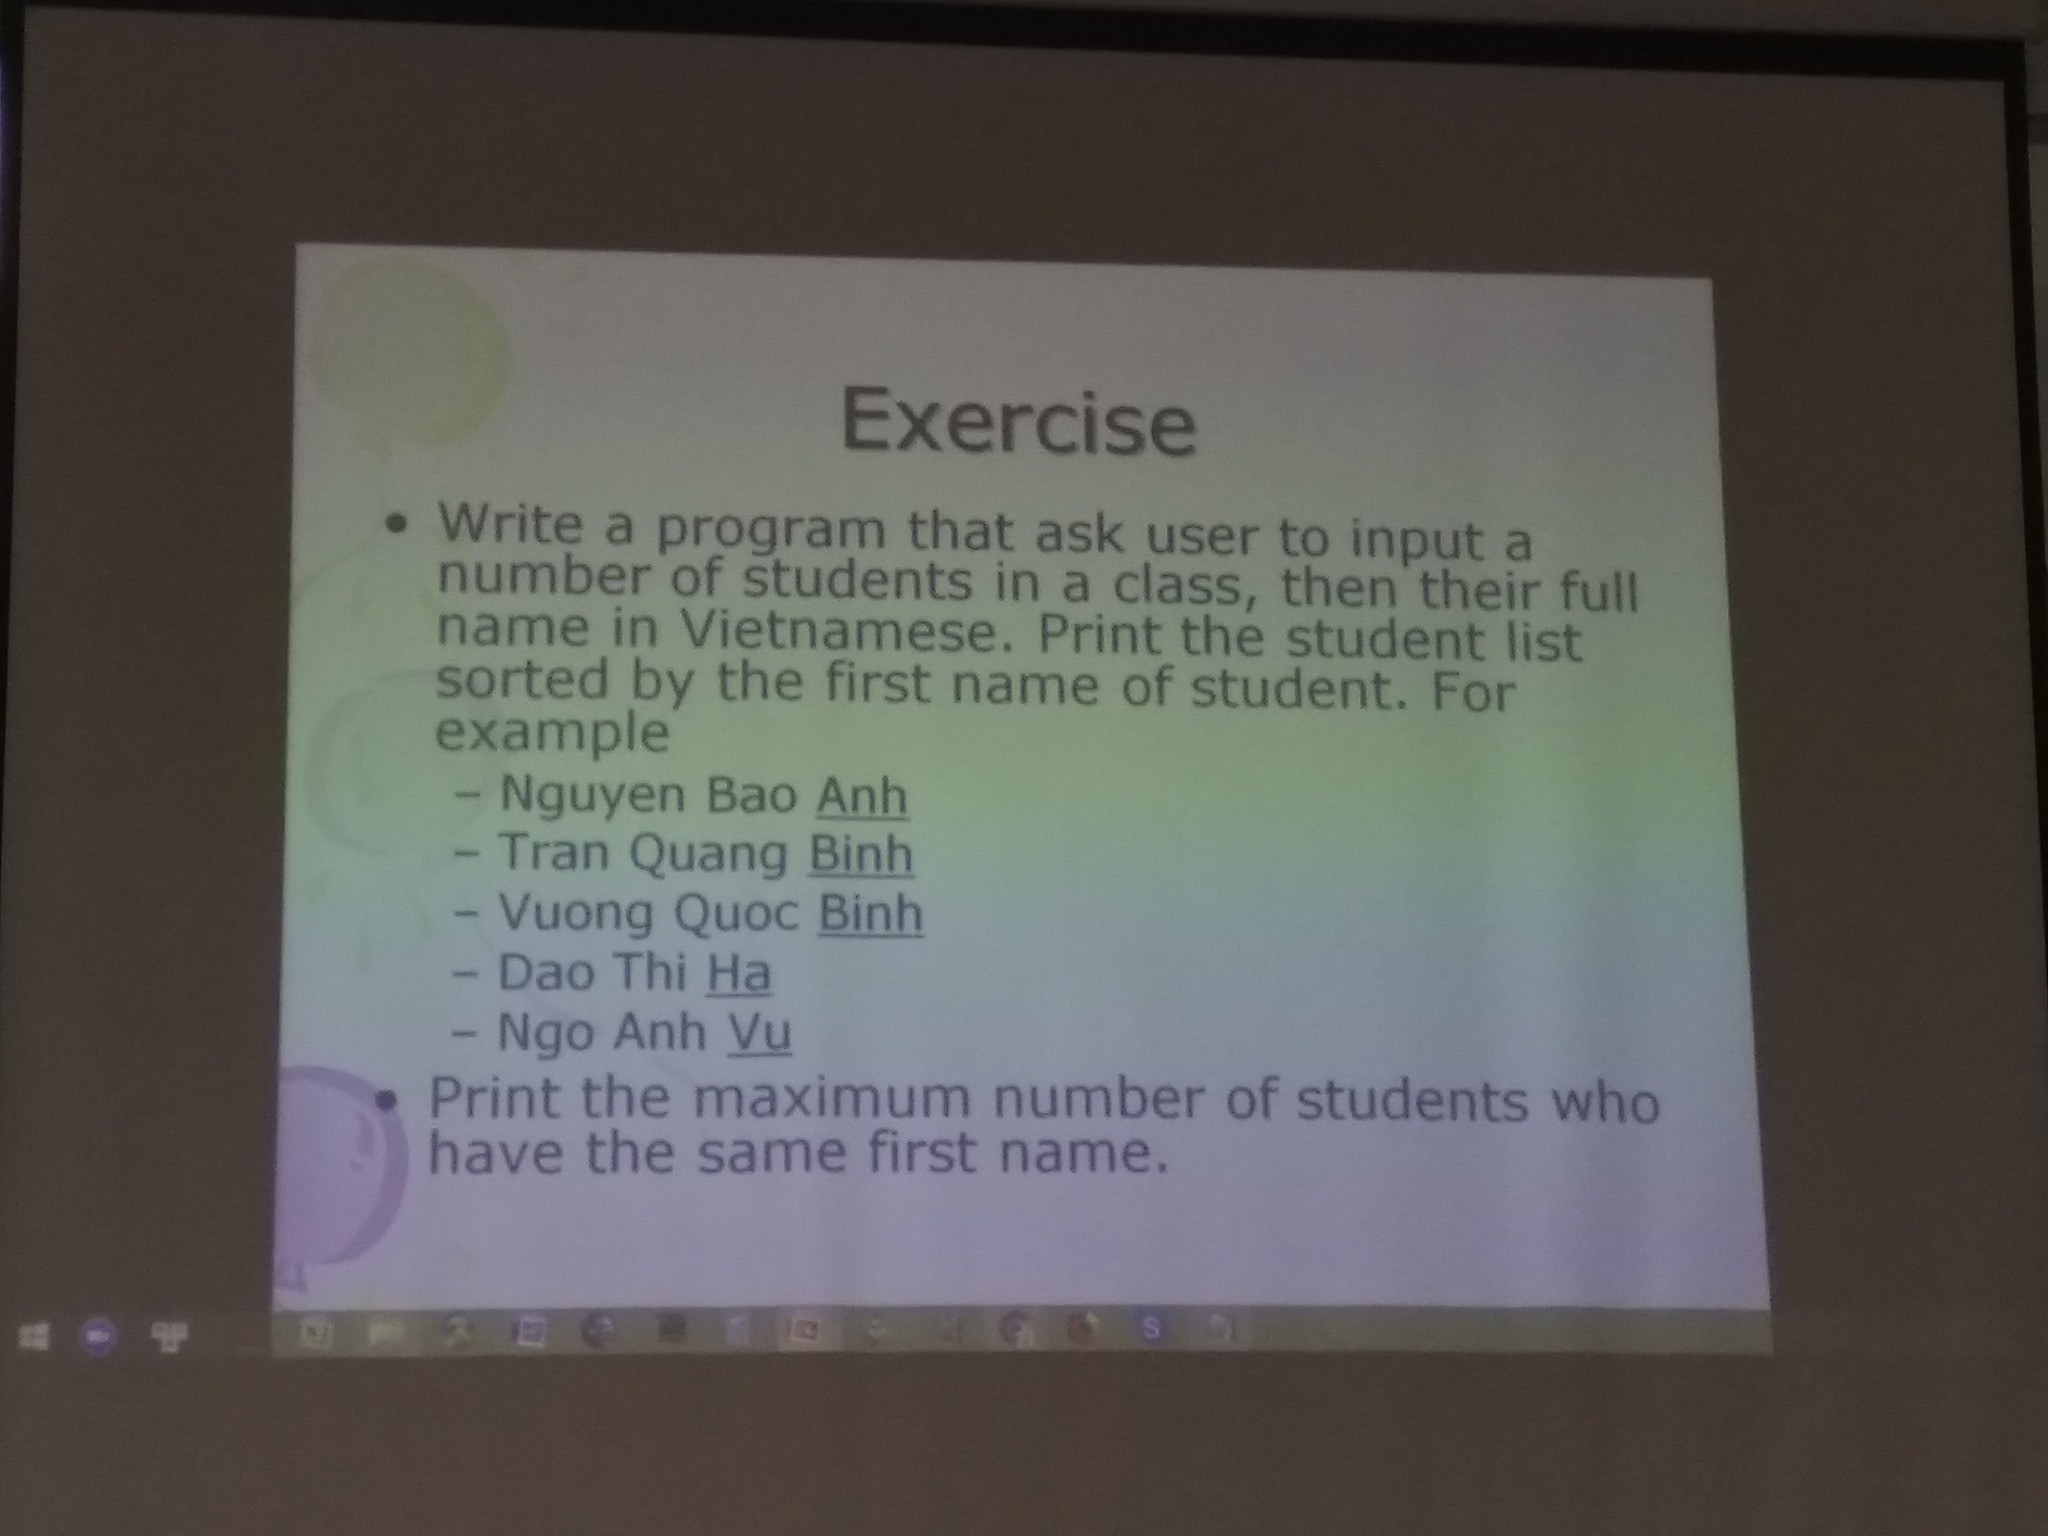 Exercise
• Write a program that ask user to input a
number of students in a class, then their full
name in Vietnamese. Print the student list
sorted by the first name of student. For
example
– Nguyen Bao Anh
– Tran Quang Binh
– Vuong Quoc Binh
– Dao Thi Ha
– Ngo Anh Vu
• Print the maximum number of students who
have the same first name.
S